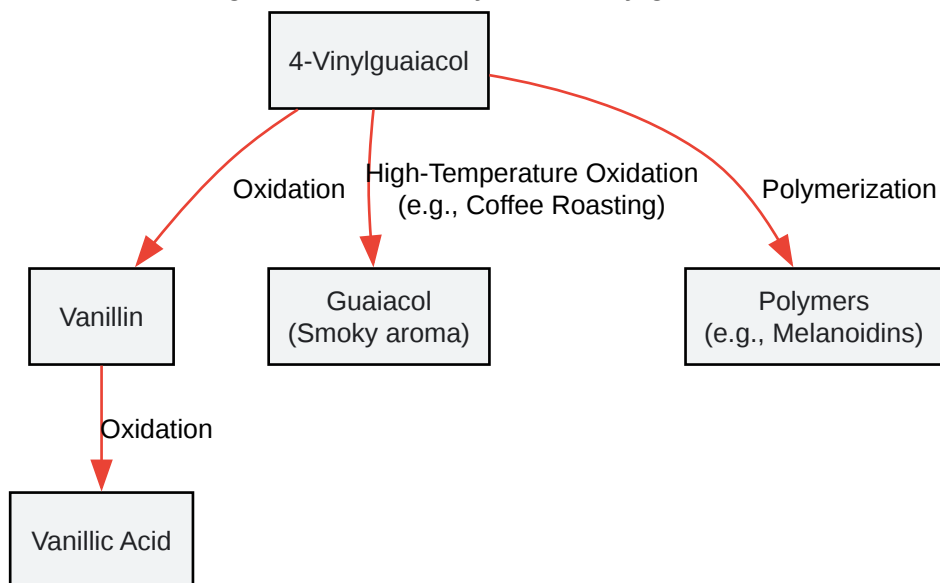 4-Vinylguaiacol
Oxidation
High-Temperature Oxidation
(e.g., Coffee Roasting)
Polymerization
Vanillin
Guaiacol
(Smoky aroma)
Polymers
(e.g., Melanoidins)
Oxidation
Vanillic Acid